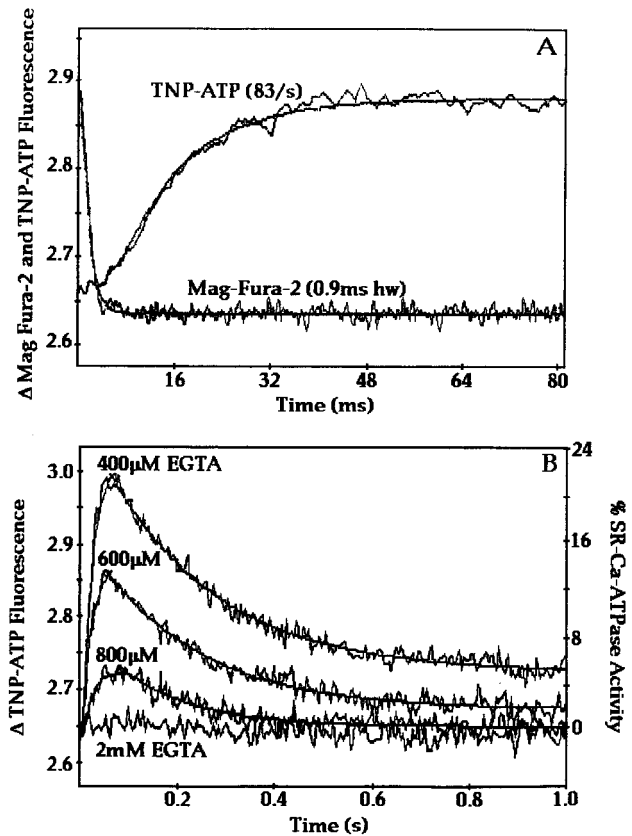 A
Δ Mag Fura-2 and TNP-ATP Fluorescence
2.9
2.8
2.7
2.6
TNP-ATP (83/s)
Mag-Fura-2 (0.9ms hw)
16
32
48
64
80
Time (ms)
B
Δ TNP-ATP Fluorescence
3.0
2.9
2.8
2.7
2.6
400μM EGTA
600μM
800μM
2mM EGTA
24
16
8
0
% SR-Ca-ATPase Activity
0.2
0.4
0.6
0.8
1.0
Time (s)